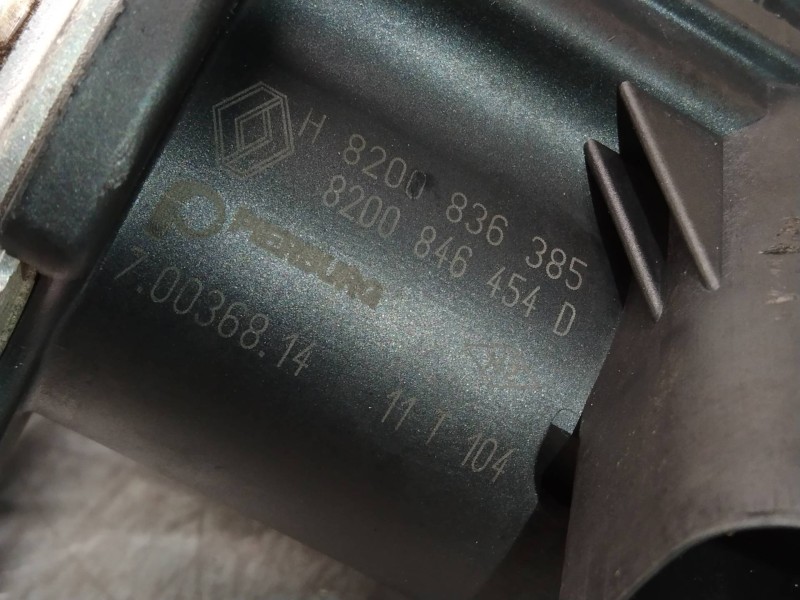 H 8200 836 385
8200 846 454 D
PIERBURG
7.00368.14 11 T 104